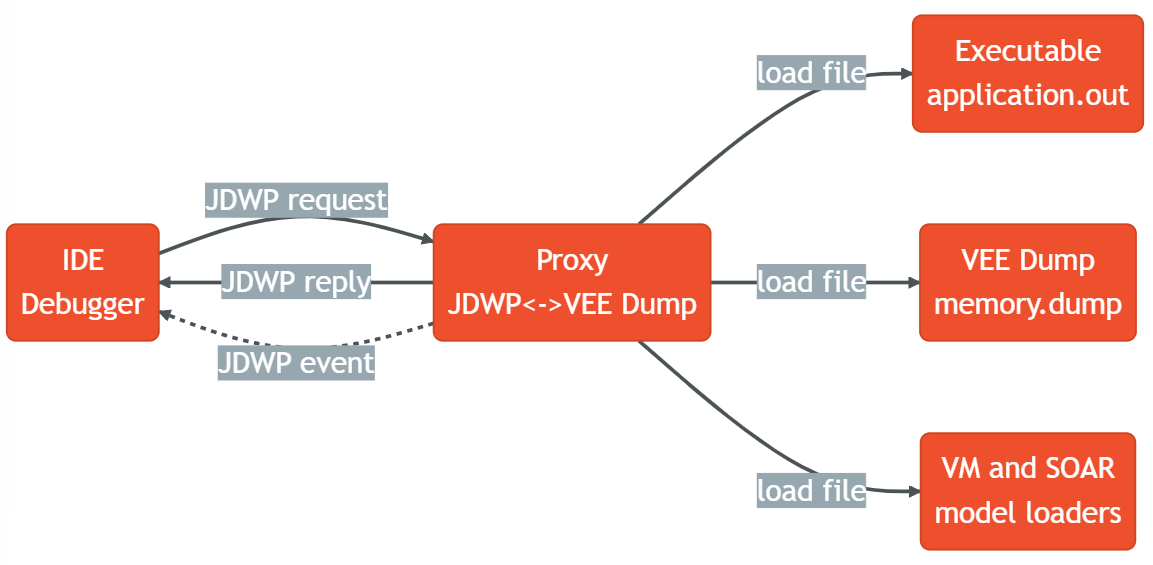 JDWP request
IDE
Debugger
JDWP reply
JDWP event
Proxy
JDWP<->VEE Dump
load file
Executable
application.out
load file
VEE Dump
memory.dump
load file
VM and SOAR
model loaders